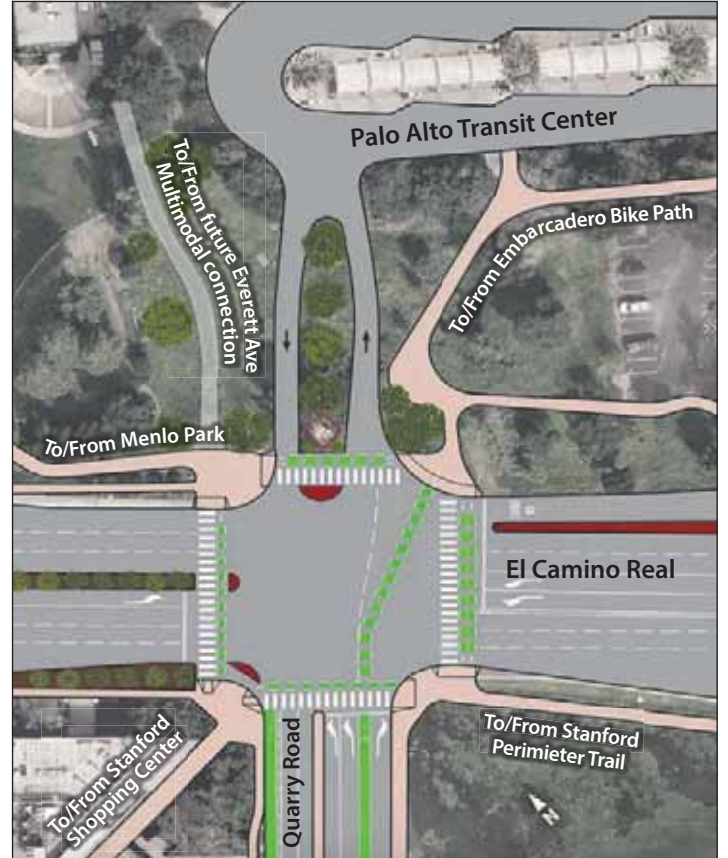 Palo Alto Transit Center
To/From future Everett Ave
Multimodal connection
To/From Embarcadero Bike Path
To/From Menlo Park
El Camino Real
To/From Stanford
Shopping Center
Quarry Road
To/From Stanford
Perimieter Trail
N